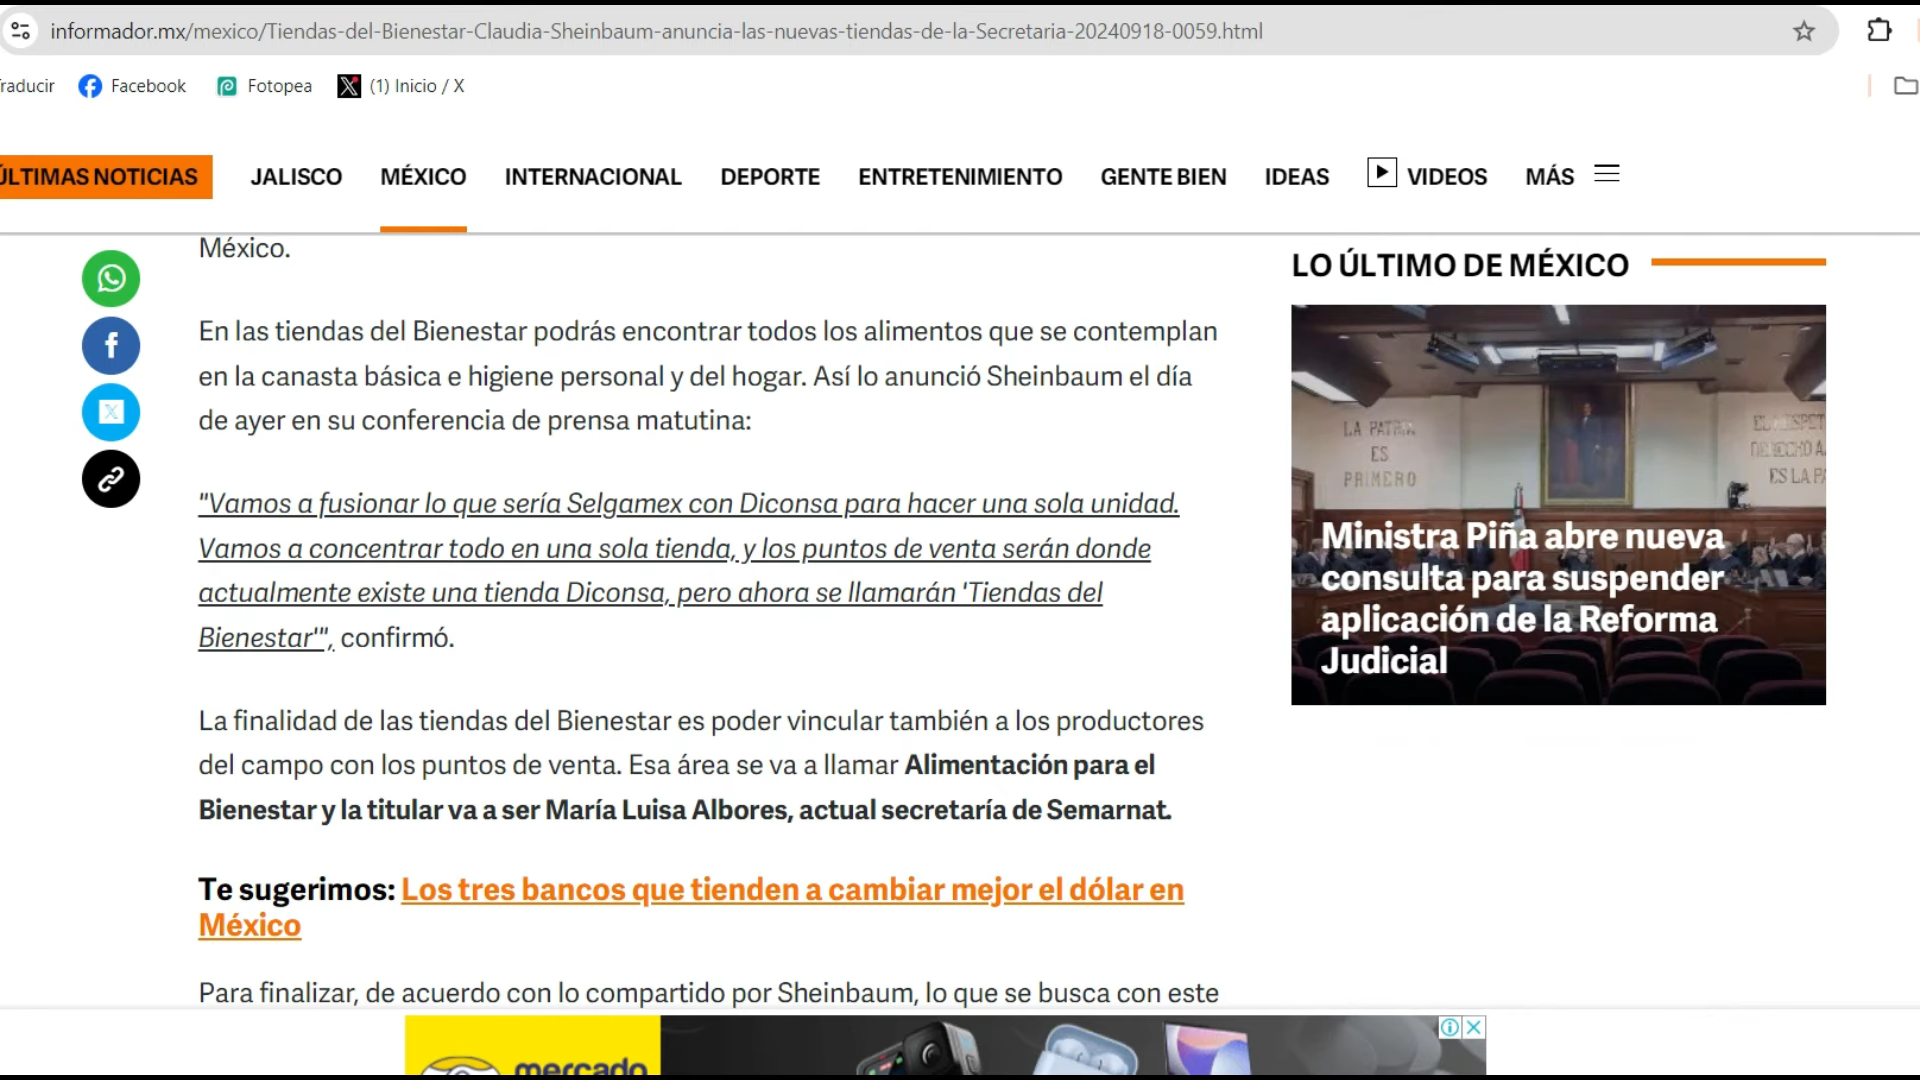 informador.mx/mexico/Tiendas-del-Bienestar-Claudia-Sheinbaum-anuncia-las-nuevas-tiendas-de-la-Secretaria-20240918-0059.html
raducir Facebook Fotopea (1) Inicio / X
ÚLTIMAS NOTICIAS JALISCO MÉXICO INTERNACIONAL DEPORTE ENTRETENIMIENTO GENTE BIEN IDEAS VIDEOS MÁS
México.
En las tiendas del Bienestar podrás encontrar todos los alimentos que se contemplan
en la canasta básica e higiene personal y del hogar. Así lo anunció Sheinbaum el día
de ayer en su conferencia de prensa matutina:
"Vamos a fusionar lo que sería Selgamex con Diconsa para hacer una sola unidad.
Vamos a concentrar todo en una sola tienda, y los puntos de venta serán donde
actualmente existe una tienda Diconsa, pero ahora se llamarán 'Tiendas del
Bienestar'", confirmó.
La finalidad de las tiendas del Bienestar es poder vincular también a los productores
del campo con los puntos de venta. Esa área se va a llamar Alimentación para el
Bienestar y la titular va a ser María Luisa Albores, actual secretaría de Semarnat.
Te sugerimos: Los tres bancos que tienden a cambiar mejor el dólar en
México
Para finalizar, de acuerdo con lo compartido por Sheinbaum, lo que se busca con este
LO ÚLTIMO DE MÉXICO
LA PATRIA
ES
PRIMERO
EL RESPET
DERECHO A
ES LA PA
Ministra Piña abre nueva
consulta para suspender
aplicación de la Reforma
Judicial
mercado